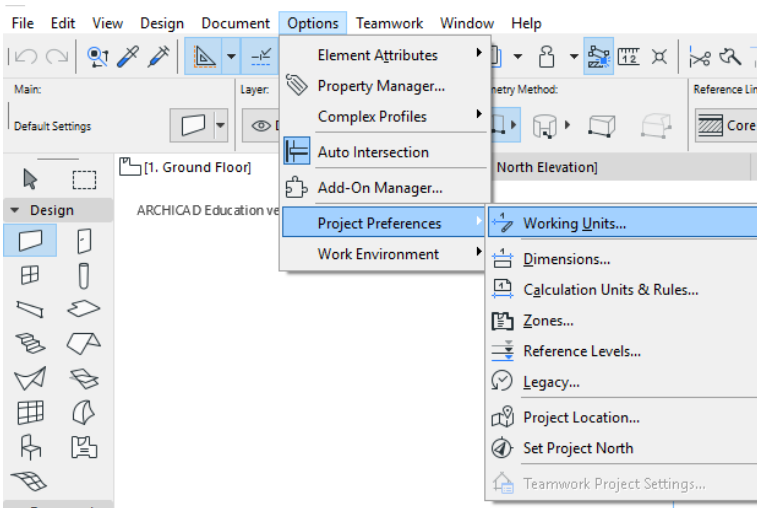 File Edit View Design Document Options Teamwork Window Help
Main:
Layer:
Default Settings
Element Attributes
Property Manager...
Complex Profiles
Auto Intersection
Add-On Manager...
Project Preferences
Work Environment
etry Method:
Reference Lin
Core
[1. Ground Floor]
North Elevation]
Design
ARCHICAD Education ve
Working Units...
Dimensions...
Calculation Units & Rules...
Zones...
Reference Levels...
Legacy...
Project Location...
Set Project North
Teamwork Project Settings...